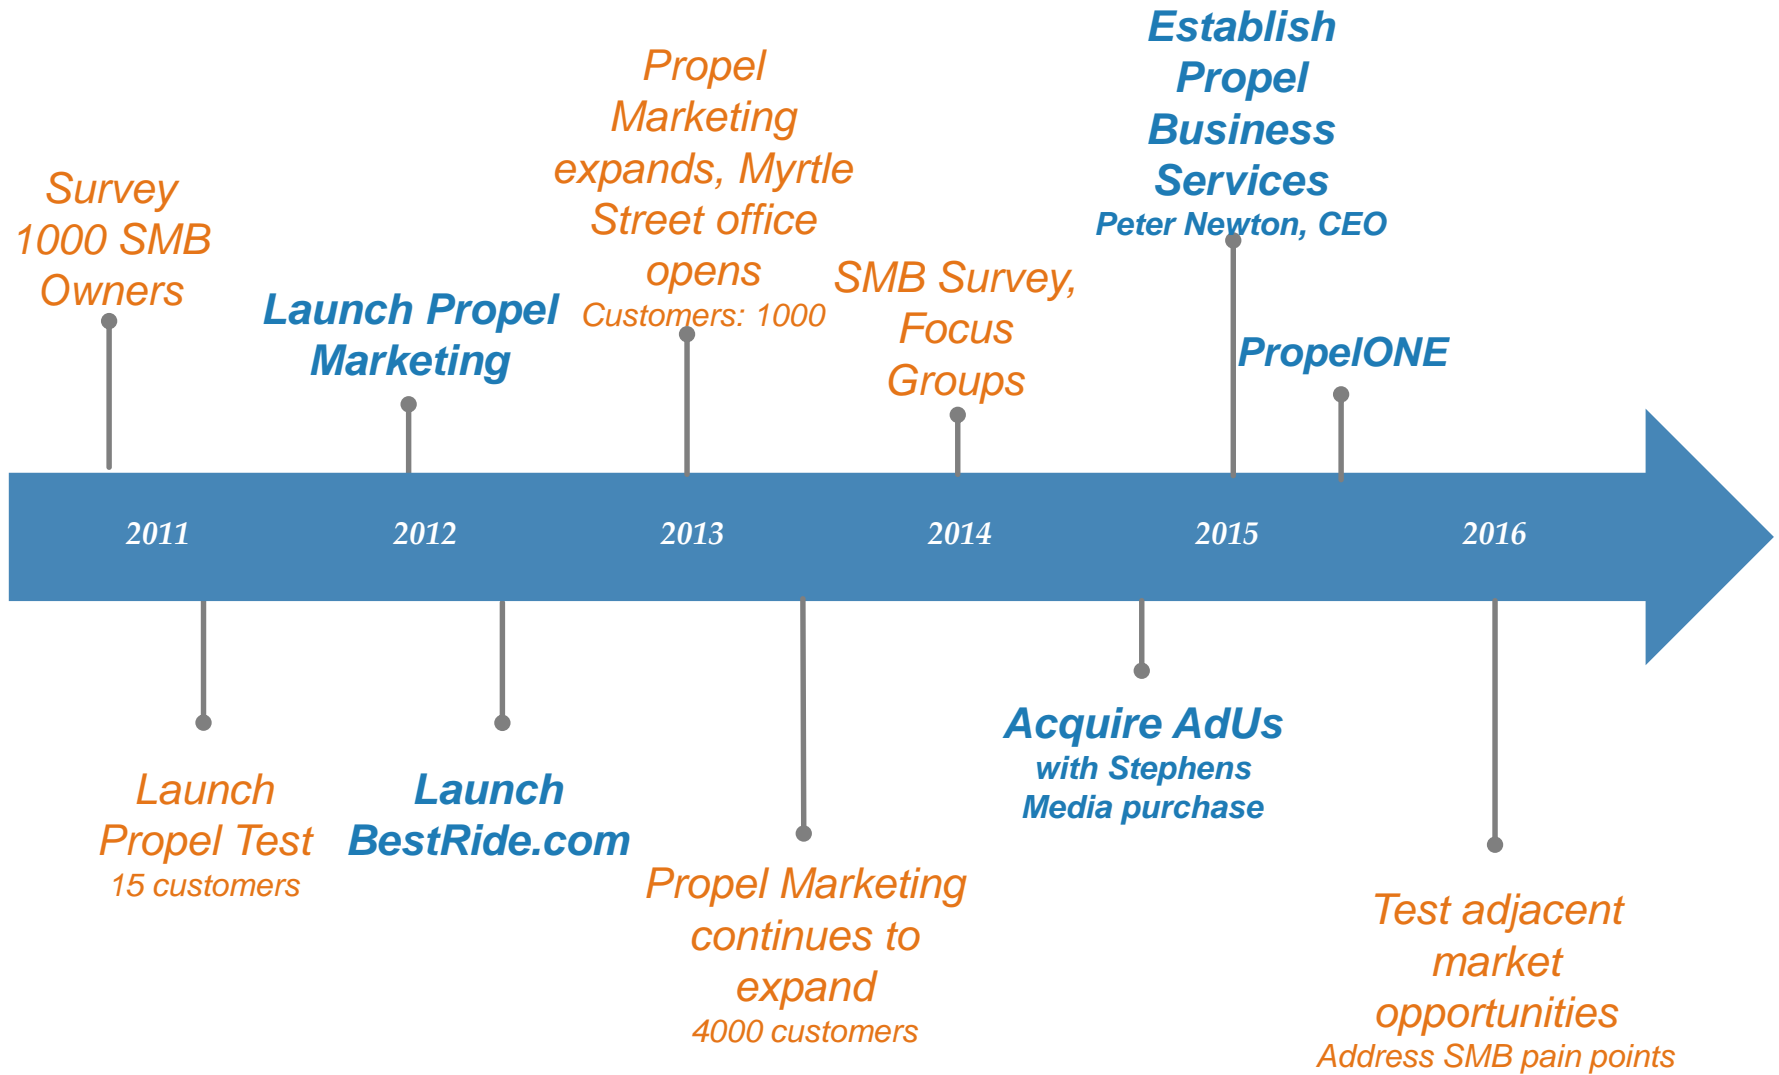 Survey
1000 SMB
Owners
Launch Propel
Marketing
Propel
Marketing
expands, Myrtle
Street office
opens
Customers: 1000
SMB Survey,
Focus
Groups
Establish
Propel
Business
Services
Peter Newton, CEO
PropelONE
2011
2012
2013
2014
2015
2016
Launch
Propel Test
15 customers
Launch
BestRide.com
Propel Marketing
continues to
expand
4000 customers
Acquire AdUs
with Stephens
Media purchase
Test adjacent
market
opportunities
Address SMB pain points